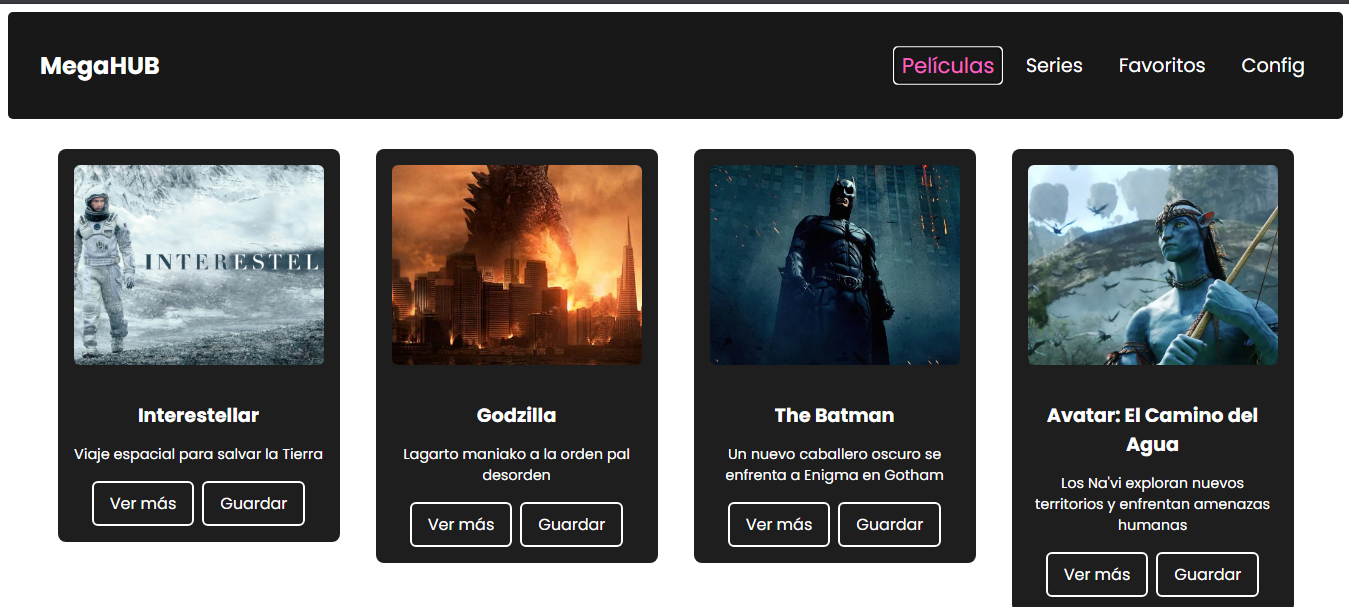 MegaHUB
Películas Series Favoritos Config
INTERESTEL
Interestellar
Viaje espacial para salvar la Tierra
Ver más Guardar
Godzilla
Lagarto maniako a la orden pal
desorden
Ver más Guardar
The Batman
Un nuevo caballero oscuro se
enfrenta a Enigma en Gotham
Ver más Guardar
Avatar: El Camino del
Agua
Los Na'vi exploran nuevos
territorios y enfrentan amenazas
humanas
Ver más Guardar